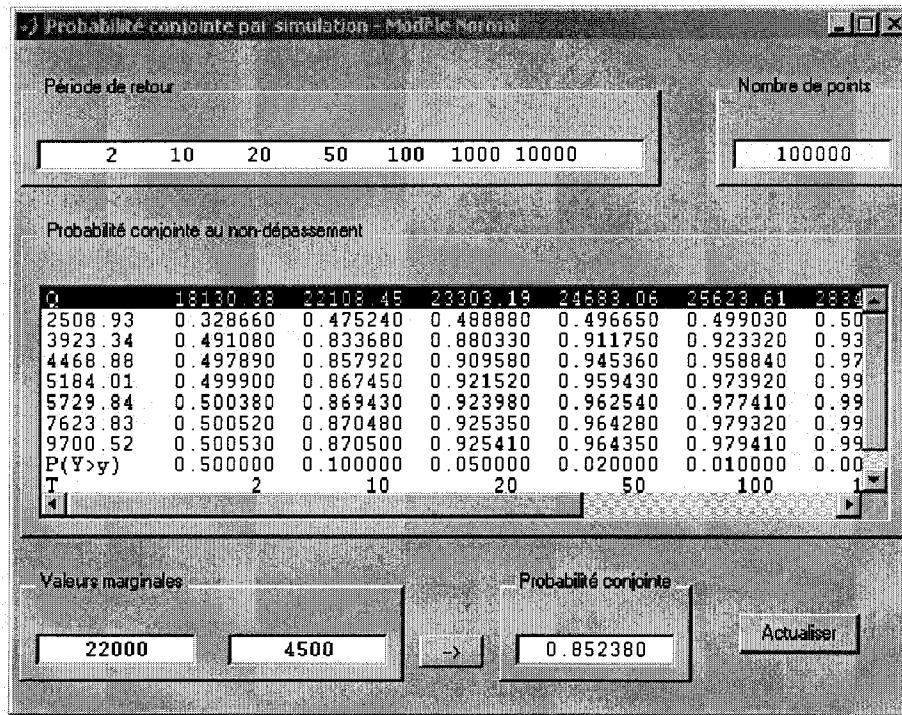 Probabilité conjointe par simulation - Modèle Normal
Période de retour
Nombre de points
2 10 20 50 100 1000 10000
100000
Probabilité conjointe au non-dépassement
Q 18130.38 22108.45 23303.19 24683.06 25623.61 2834
2508.93 0.328660 0.475240 0.488880 0.496650 0.499030 0.50
3923.34 0.491080 0.833680 0.880330 0.911750 0.923320 0.93
4468.88 0.497890 0.857920 0.909580 0.945360 0.958840 0.97
5184.01 0.499900 0.867450 0.921520 0.959430 0.973920 0.99
5729.84 0.500380 0.869430 0.923980 0.962540 0.977410 0.99
7623.83 0.500520 0.870480 0.925350 0.964280 0.979320 0.99
9700.52 0.500530 0.870500 0.925410 0.964350 0.979410 0.99
P(Y>y) 0.500000 0.100000 0.050000 0.020000 0.010000 0.00
T 2 10 20 50 100 1
Valeurs marginales
Probabilité conjointe
22000
4500
->
0.852380
Actualiser